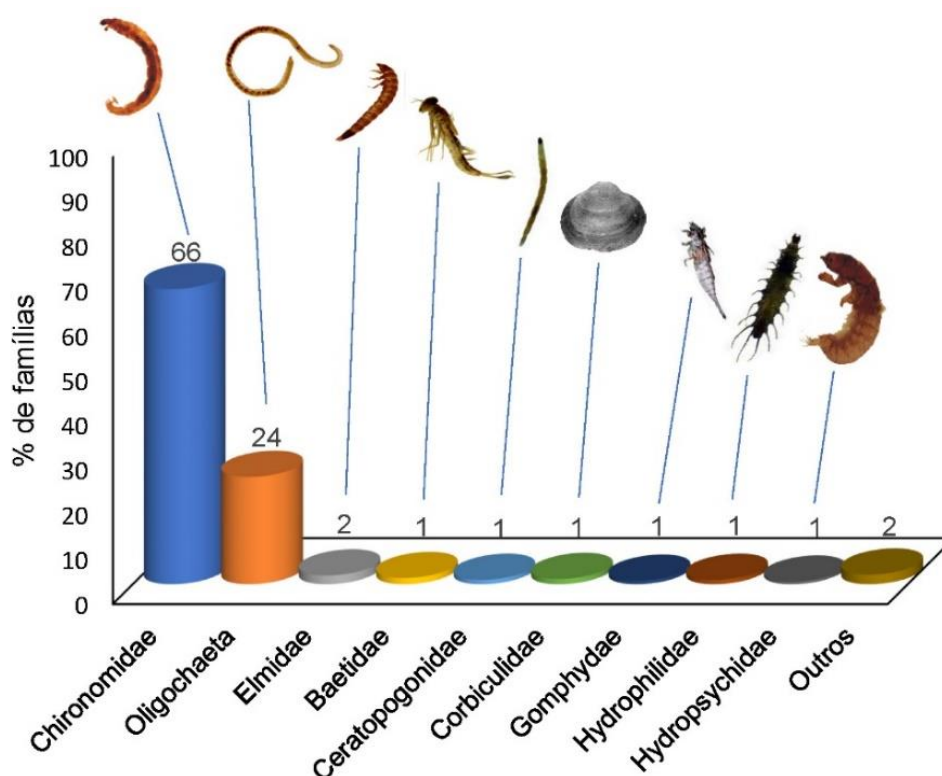 % de famílias
100
90
80
70
60
50
40
30
20
10
0
66
24
2
1
1
1
1
1
1
2
Chironomidae
Oligochaeta
Elmidae
Baetidae
Ceratopogonidae
Corbiculidae
Gomphydae
Hydrophilidae
Hydropsychidae
Outros